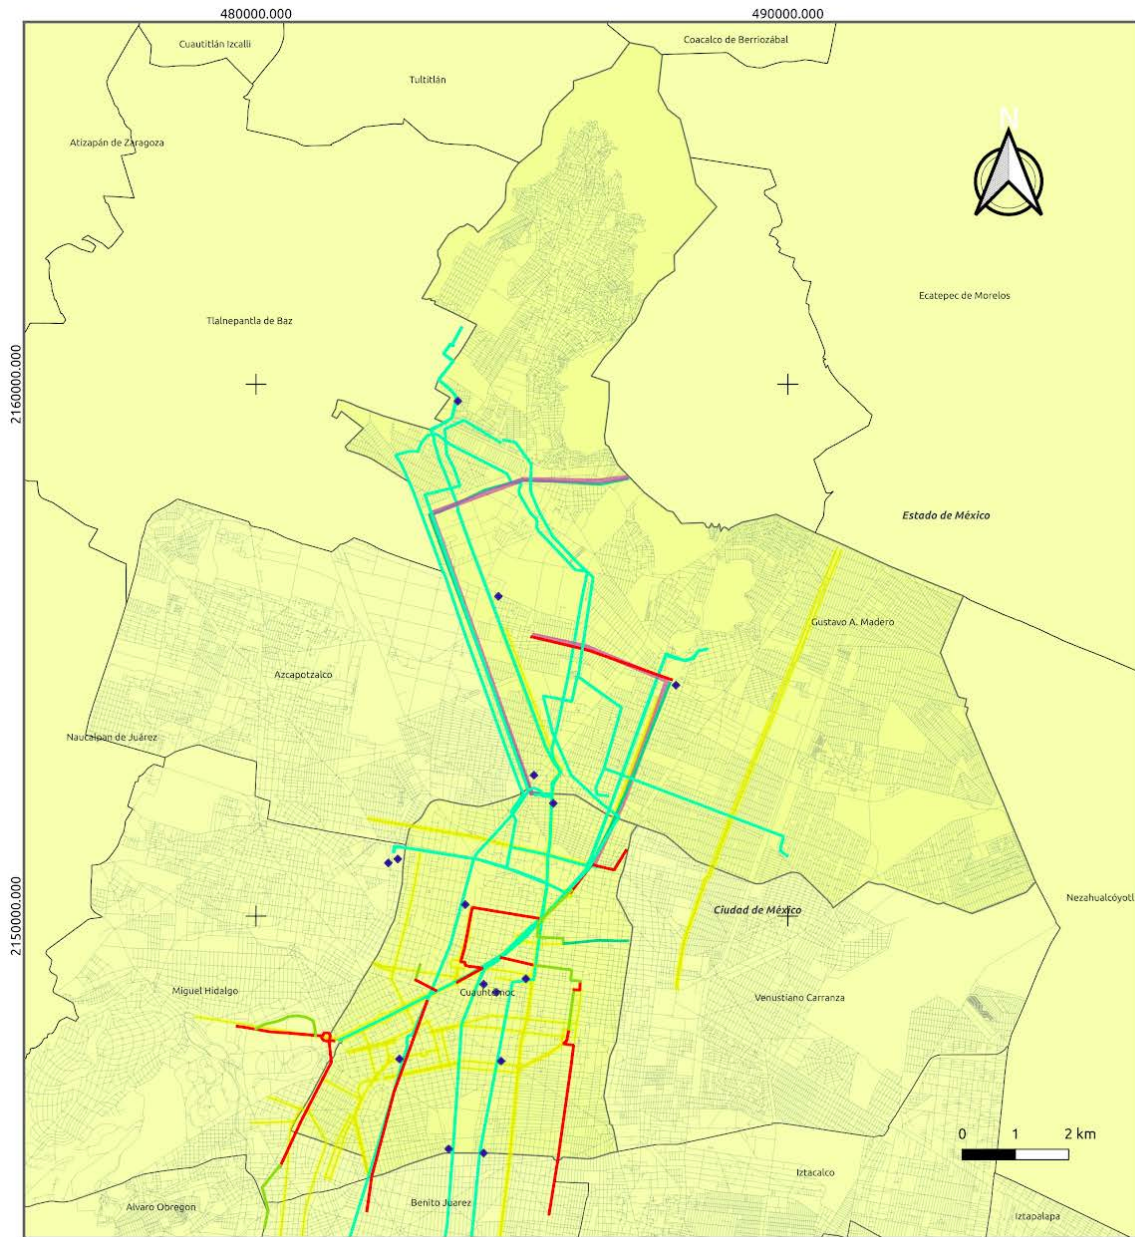 480000.000
490000.000
Cuautitlán Izcalli
Coacalco de Berriozábal
Tultitlán
N
Atizapán de Zaragoza
Ecatepec de Morelos
Tlalnepantla de Baz
2160000.000
Estado de México
Gustavo A. Madero
Azcapotzalco
Naucalpan de Juárez
2150000.000
Nezahualcóyotl
Ciudad de México
Miguel Hidalgo
Cuauhtémoc
Venustiano Carranza
0 1 2 km
Iztacalco
Alvaro Obregon
Benito Juarez
Iztapalapa